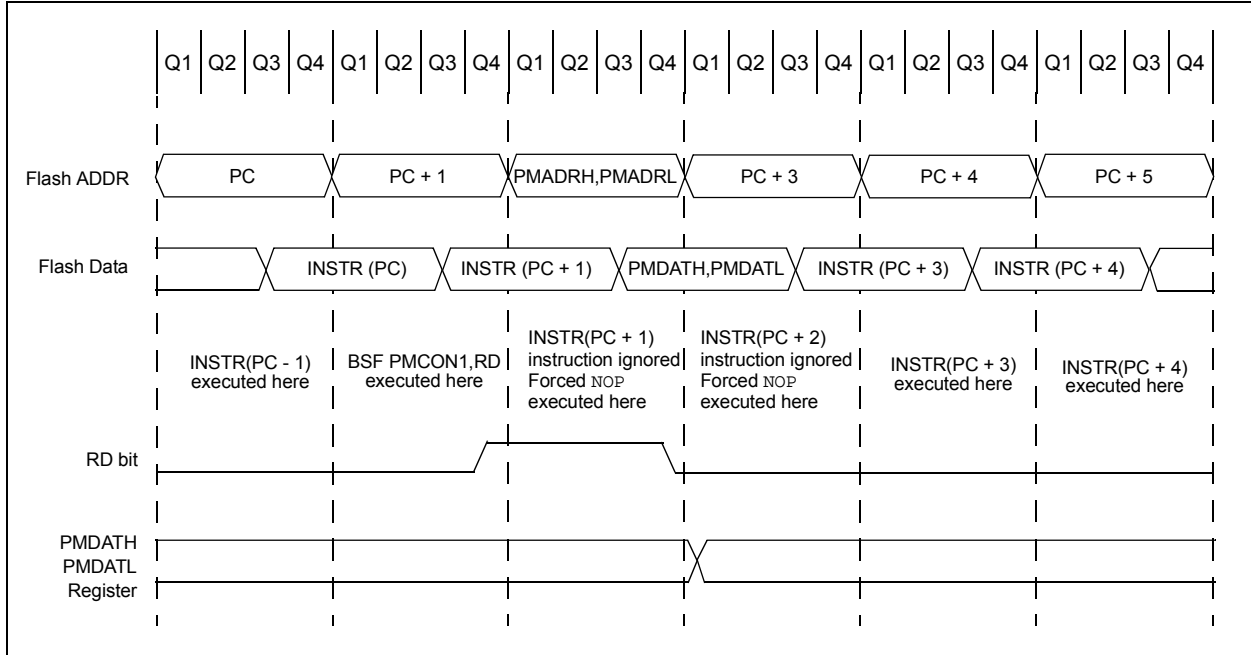 Q1 Q2 Q3 Q4 Q1 Q2 Q3 Q4 Q1 Q2 Q3 Q4 Q1 Q2 Q3 Q4 Q1 Q2 Q3 Q4 Q1 Q2 Q3 Q4
Flash ADDR PC PC + 1 PMADRH,PMADRL PC + 3 PC + 4 PC + 5
Flash Data INSTR (PC) INSTR (PC + 1) PMDATH,PMDATL INSTR (PC + 3) INSTR (PC + 4)
INSTR(PC - 1)
executed here
BSF PMCON1,RD
executed here
INSTR(PC + 1)
instruction ignored
Forced NOP
executed here
INSTR(PC + 2)
instruction ignored
Forced NOP
executed here
INSTR(PC + 3)
executed here
INSTR(PC + 4)
executed here
RD bit
PMDATH
PMDATL
Register